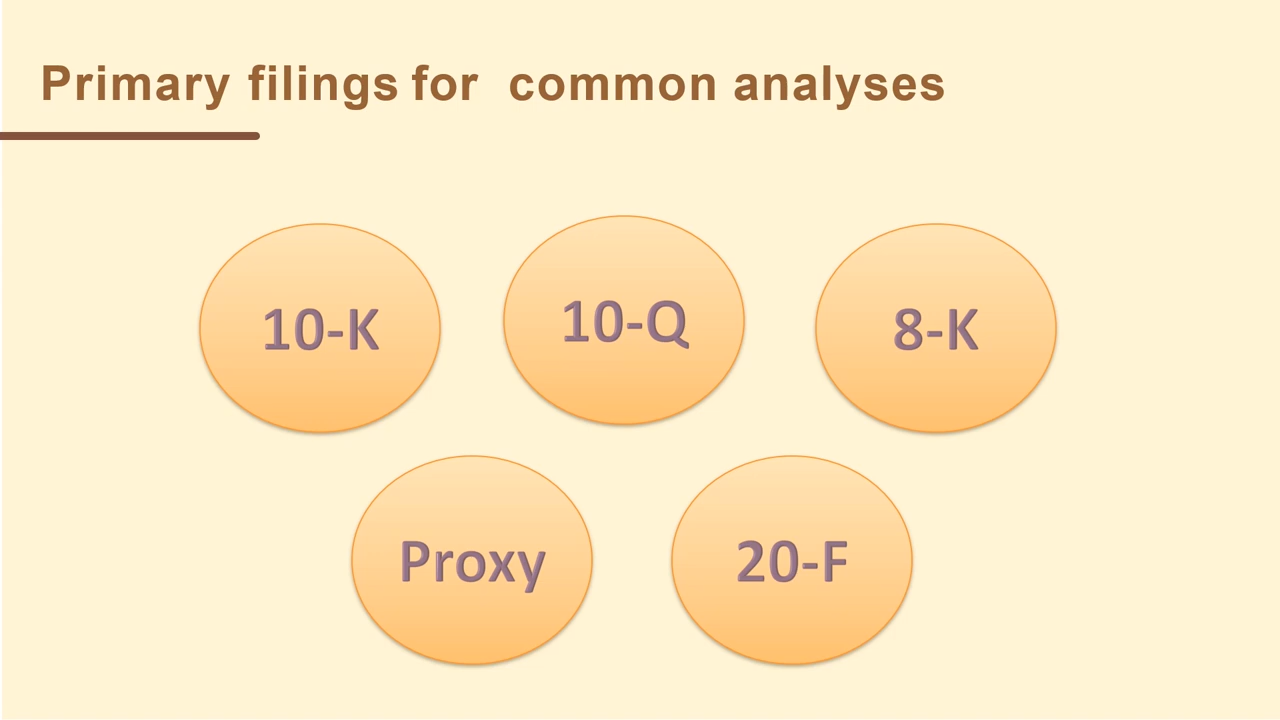 Primary filings for common analyses
10-K
10-Q
8-K
Proxy
20-F